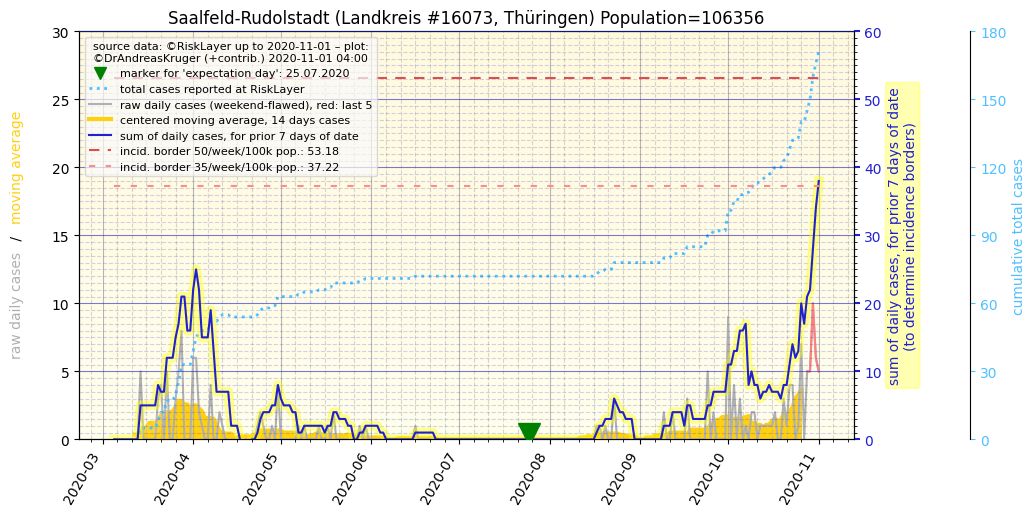 Saalfeld-Rudolstadt (Landkreis #16073, Thüringen) Population=106356
source data: ©RiskLayer up to 2020-11-01 – plot:
©DrAndreasKruger (+contrib.) 2020-11-01 04:00
marker for 'expectation day': 25.07.2020
total cases reported at RiskLayer
raw daily cases (weekend-flawed), red: last 5
centered moving average, 14 days cases
sum of daily cases, for prior 7 days of date
incid. border 50/week/100k pop.: 53.18
incid. border 35/week/100k pop.: 37.22
raw daily cases / moving average
30
25
20
15
10
5
0
60
50
40
30
20
10
0
sum of daily cases, for prior 7 days of date
(to determine incidence borders)
180
150
120
90
60
30
0
cumulative total cases
2020-03
2020-04
2020-05
2020-06
2020-07
2020-08
2020-09
2020-10
2020-11